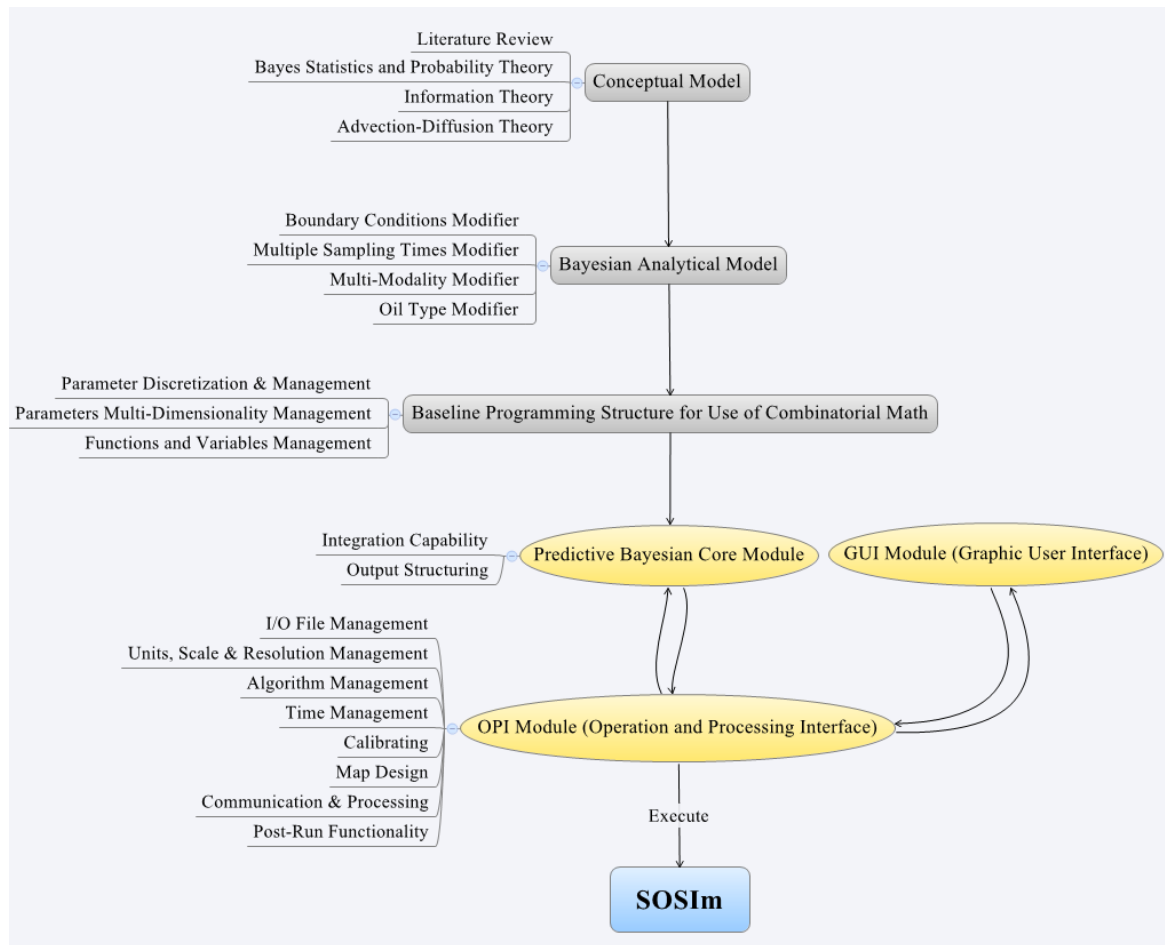 Literature Review
Bayes Statistics and Probability Theory
Information Theory
Advection-Diffusion Theory
Conceptual Model
Boundary Conditions Modifier
Multiple Sampling Times Modifier
Multi-Modality Modifier
Oil Type Modifier
Bayesian Analytical Model
Parameter Discretization & Management
Parameters Multi-Dimensionality Management
Functions and Variables Management
Baseline Programming Structure for Use of Combinatorial Math
Integration Capability
Output Structuring
Predictive Bayesian Core Module
GUI Module (Graphic User Interface)
I/O File Management
Units, Scale & Resolution Management
Algorithm Management
Time Management
Calibrating
Map Design
Communication & Processing
Post-Run Functionality
OPI Module (Operation and Processing Interface)
Execute
SOSIm